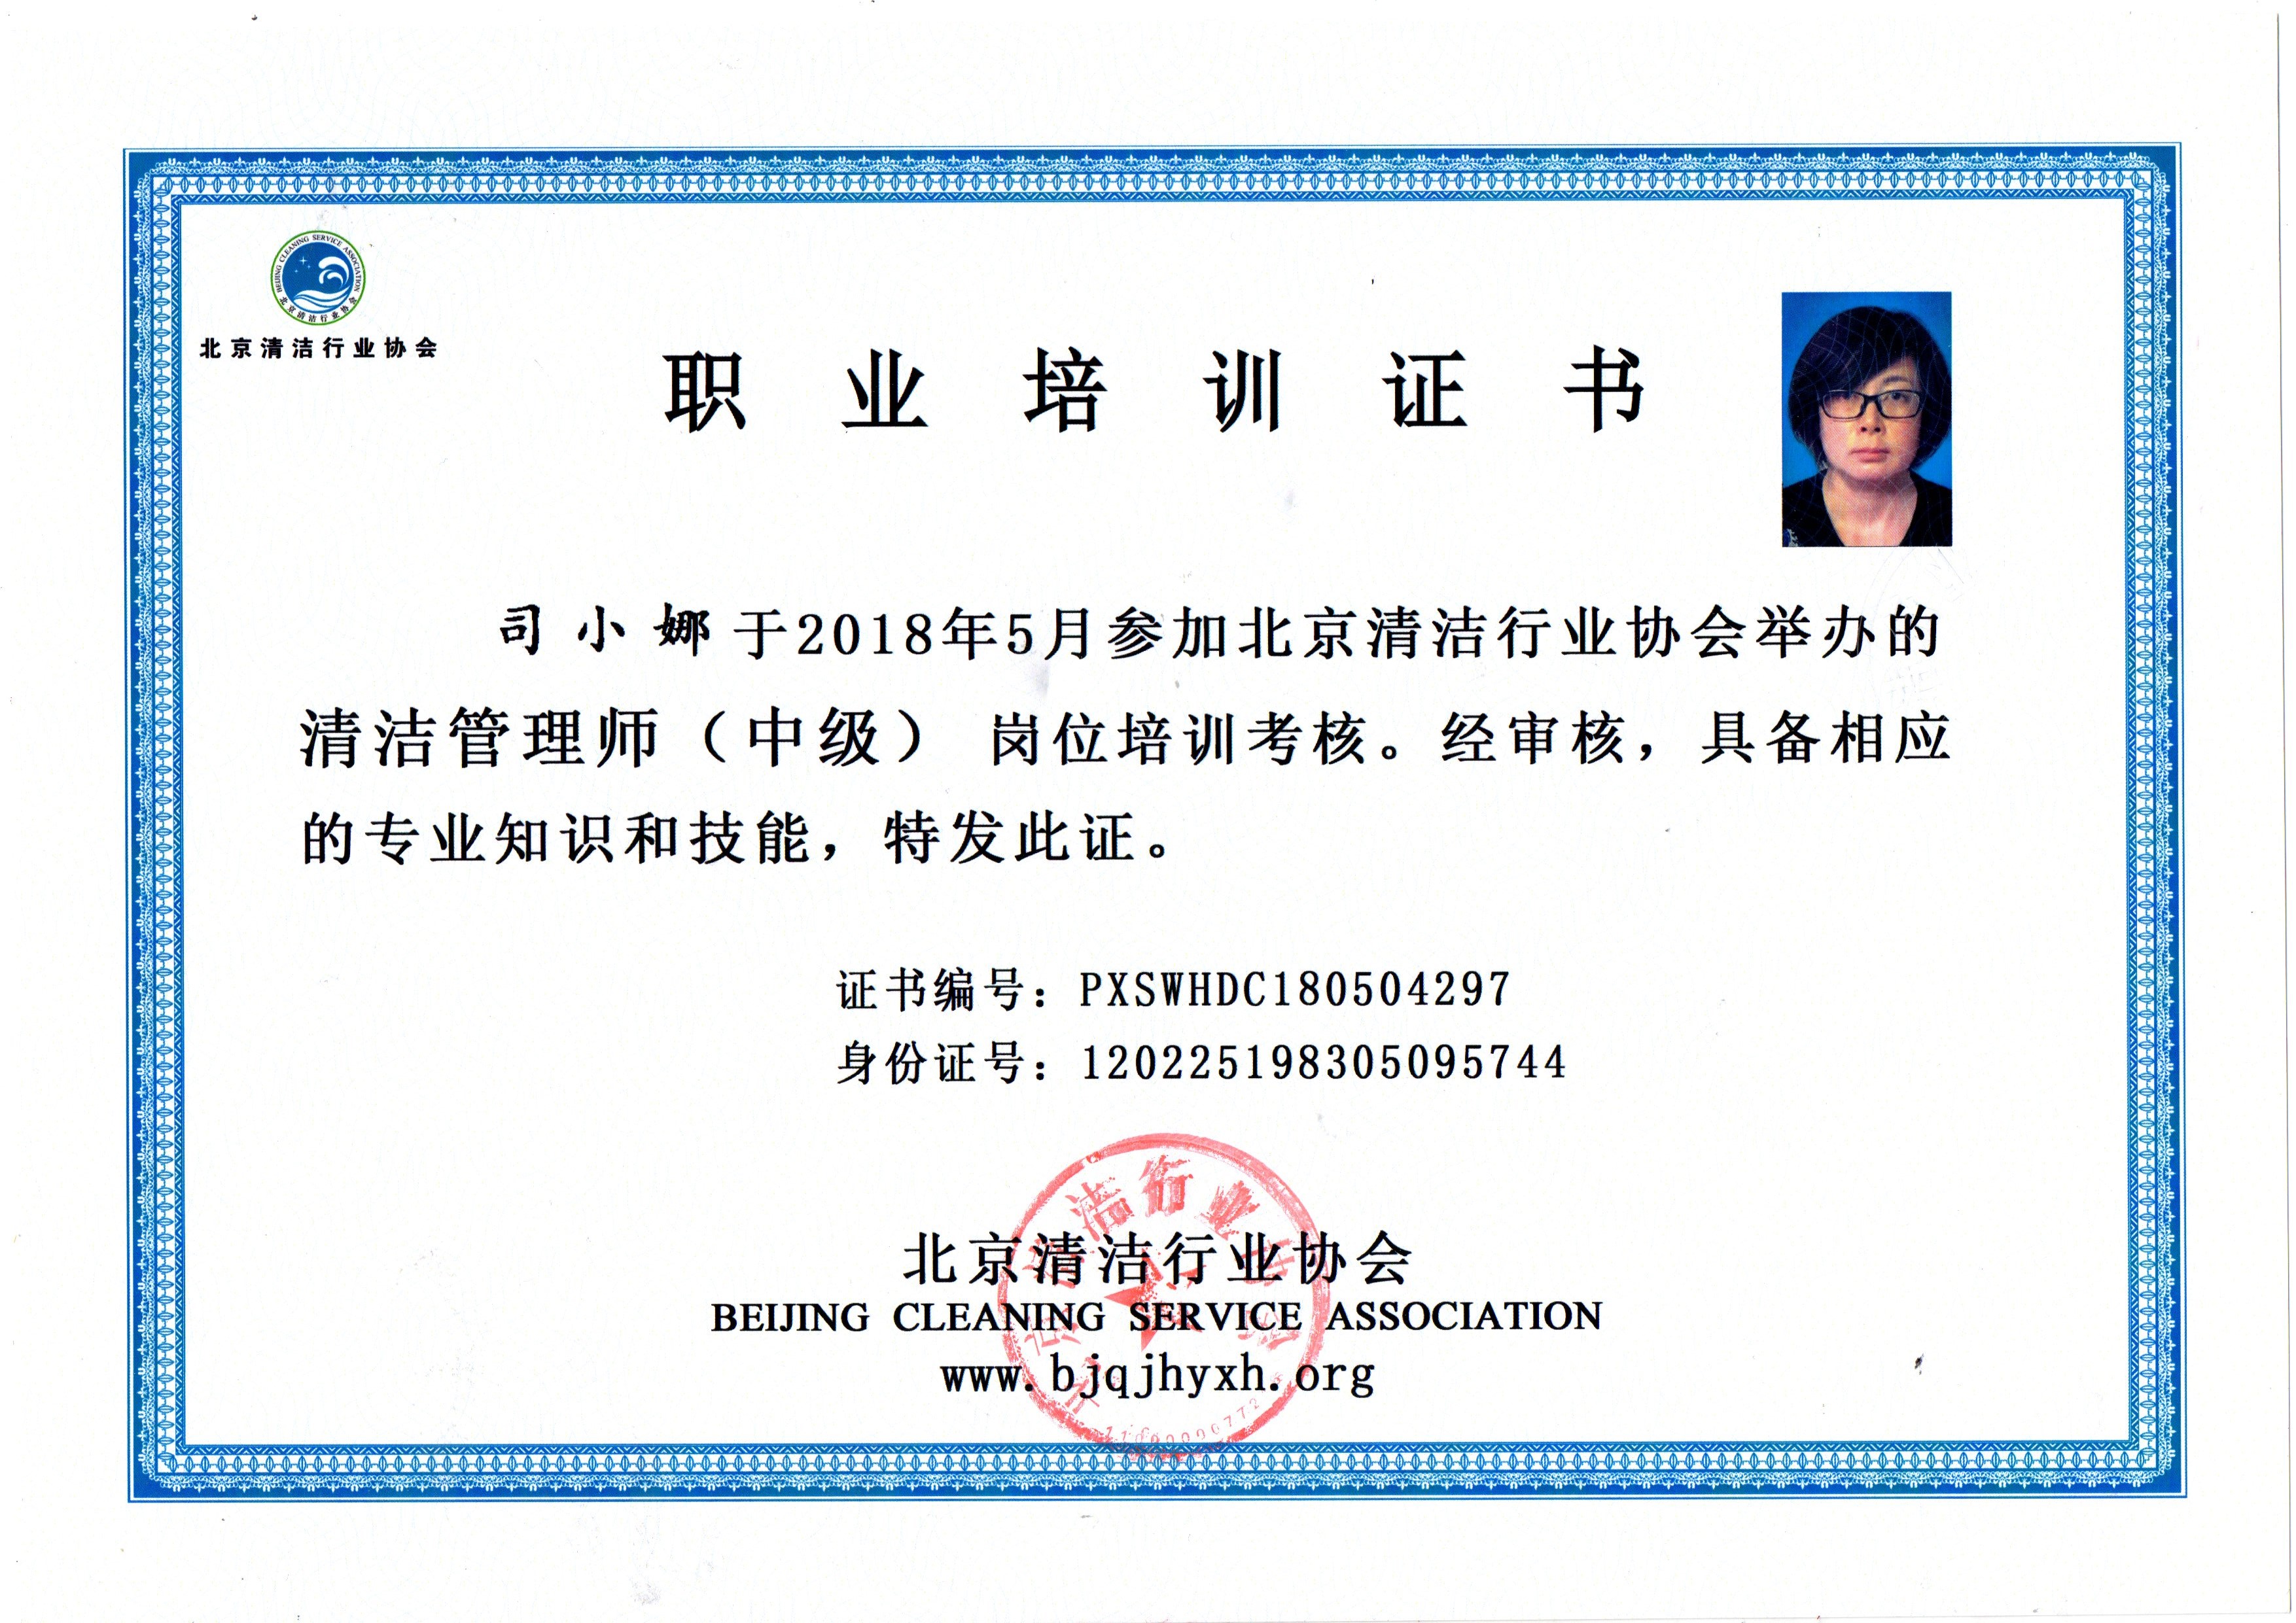 BEIJING CLEANING SERVICE ASSOCIATION
北京清洁行业协会
北京清洁行业协会
职业培训证书
司小娜于2018年5月参加北京清洁行业协会举办的
清洁管理师（中级） 岗位培训考核。经审核，具备相应
的专业知识和技能，特发此证。
证书编号：PXSWHDC180504297
身份证号：120225198305095744
北京清洁行业协会
北京清洁行业协会
BEIJING CLEANING SERVICE ASSOCIATION
www.bjqjhyxh.org